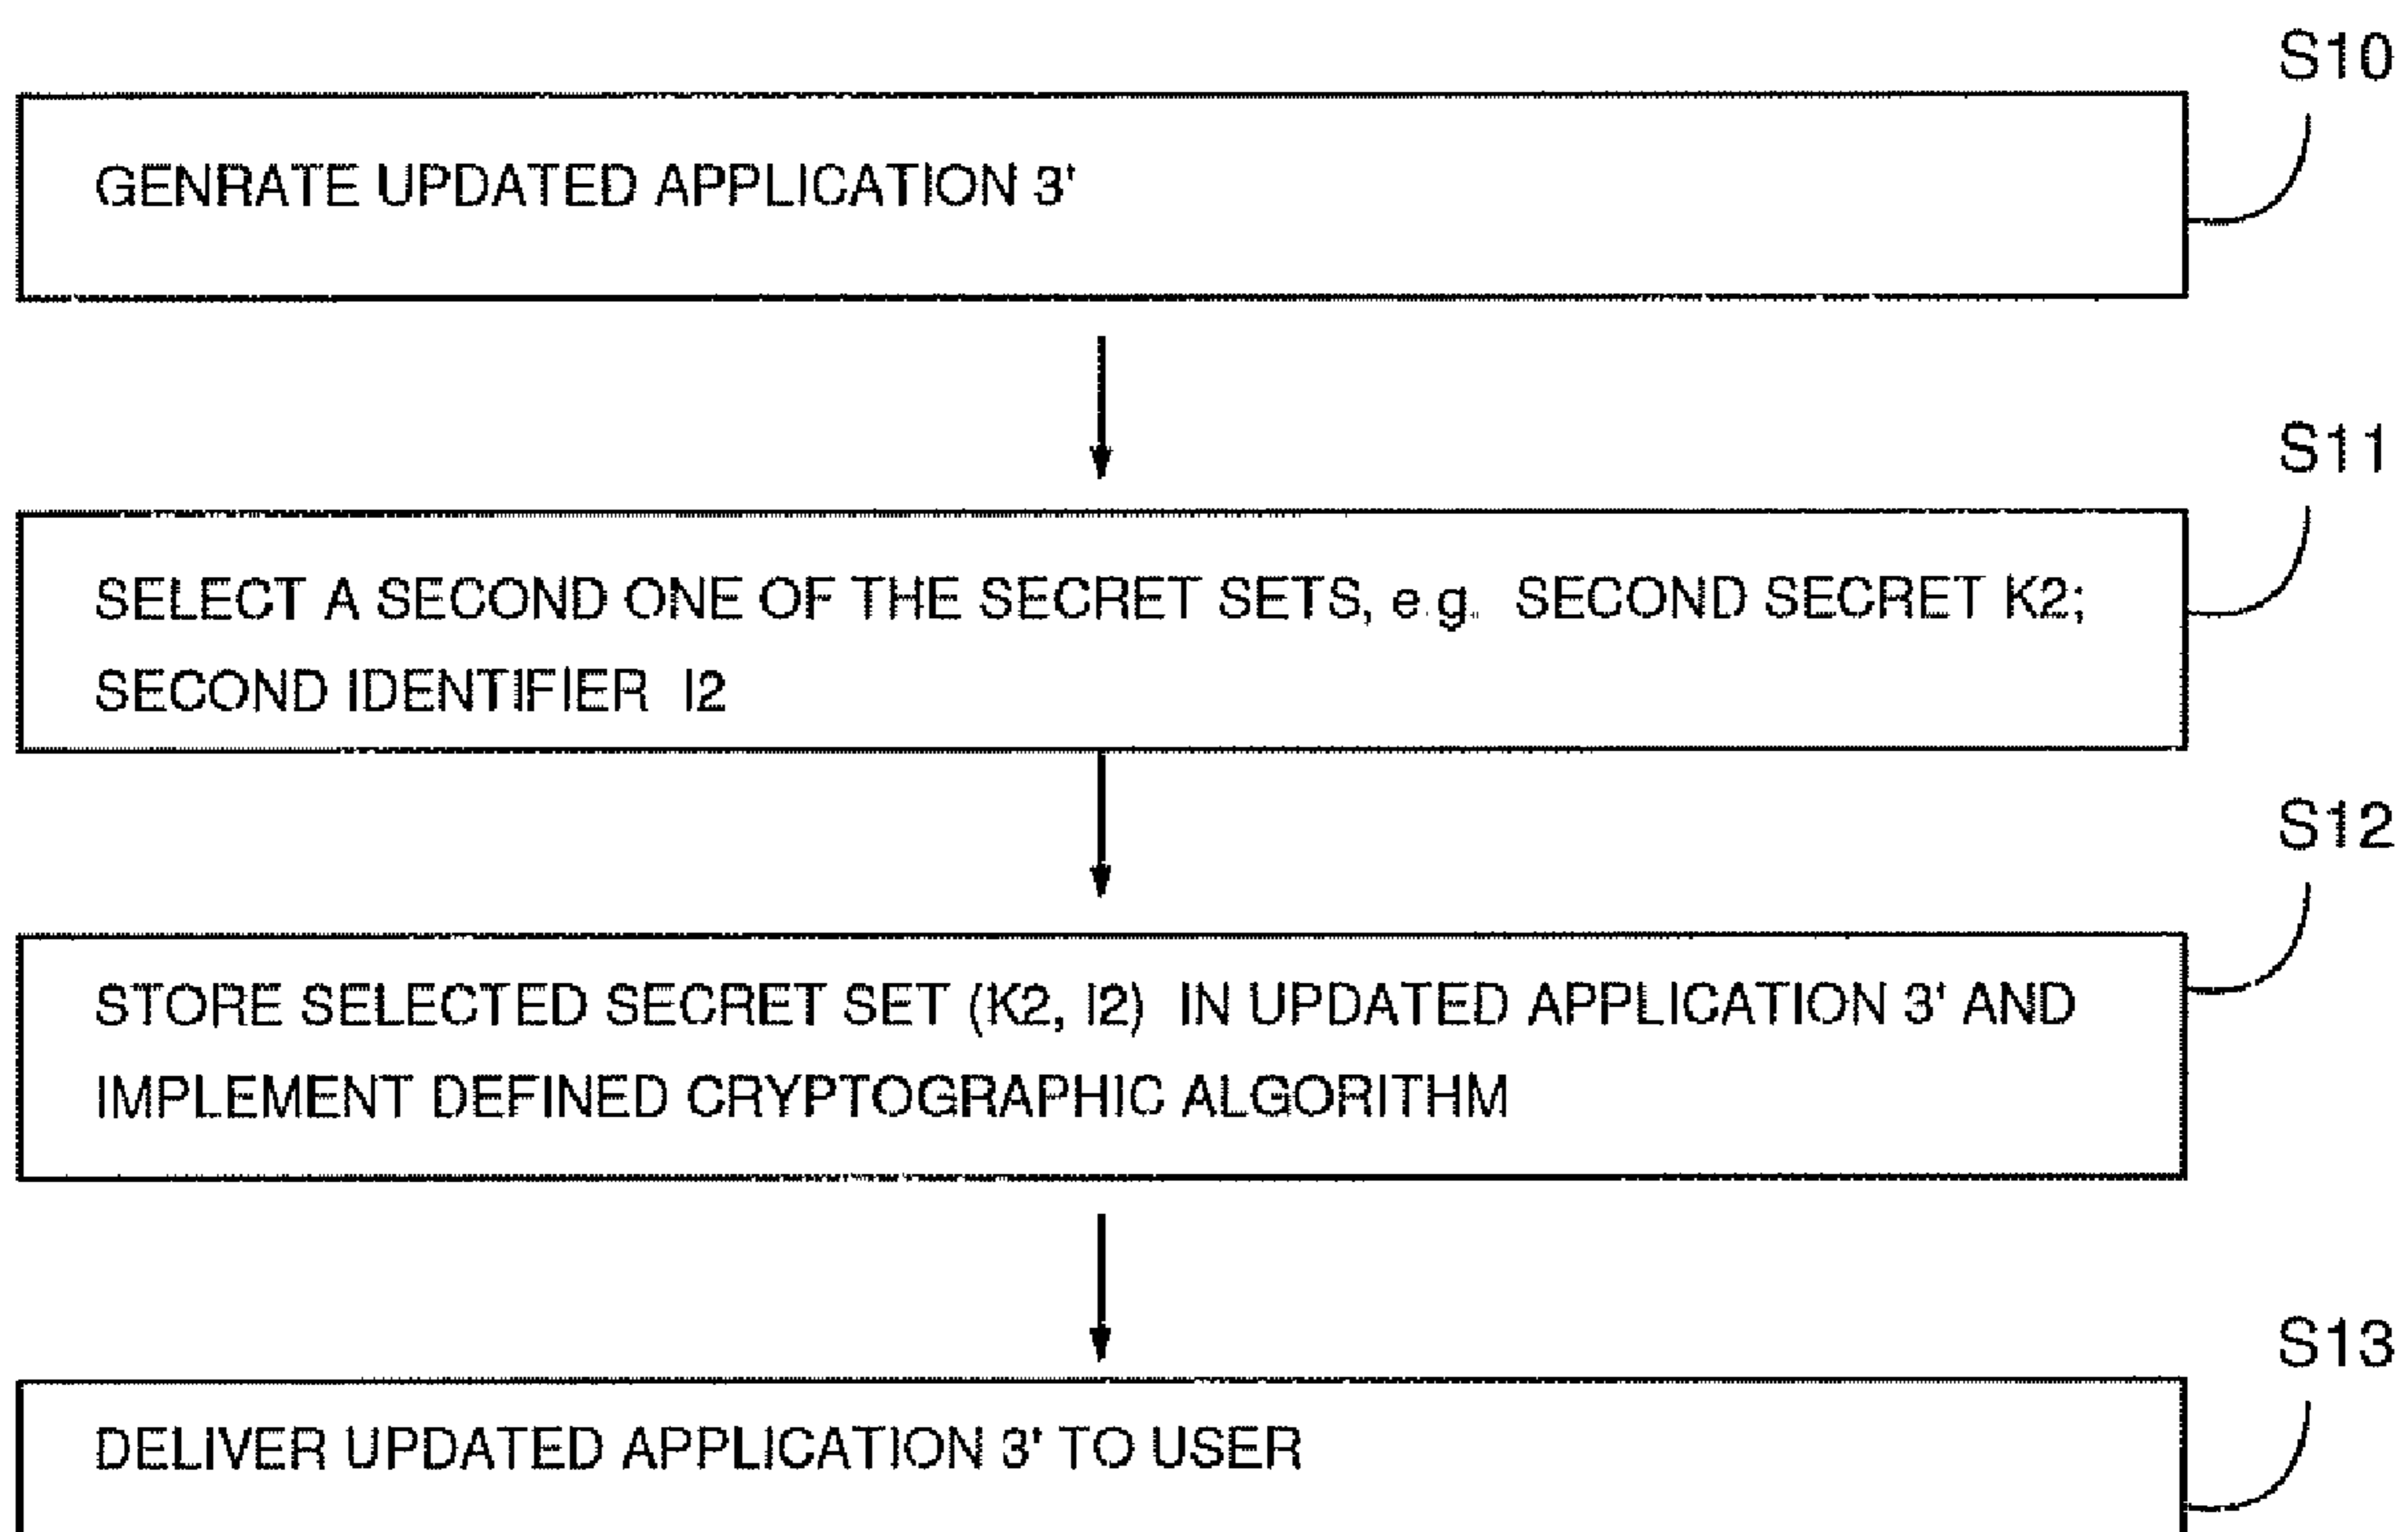 S10
GENRATE UPDATED APPLICATION 3'
S11
SELECT A SECOND ONE OF THE SECRET SETS, e.g. SECOND SECRET K2;
SECOND IDENTIFIER I2
S12
STORE SELECTED SECRET SET (K2, I2) IN UPDATED APPLICATION 3' AND
IMPLEMENT DEFINED CRYPTOGRAPHIC ALGORITHM
S13
DELIVER UPDATED APPLICATION 3' TO USER